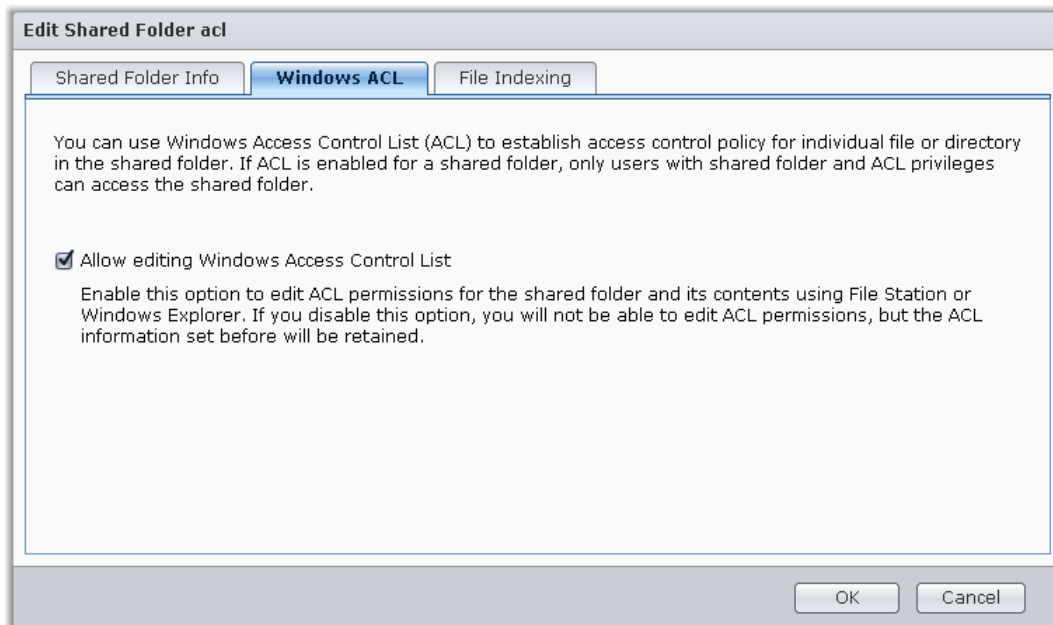 Edit Shared Folder acl
Shared Folder Info
Windows ACL
File Indexing
You can use Windows Access Control List (ACL) to establish access control policy for individual file or directory
in the shared folder. If ACL is enabled for a shared folder, only users with shared folder and ACL privileges
can access the shared folder.
Allow editing Windows Access Control List
Enable this option to edit ACL permissions for the shared folder and its contents using File Station or
Windows Explorer. If you disable this option, you will not be able to edit ACL permissions, but the ACL
information set before will be retained.
OK
Cancel